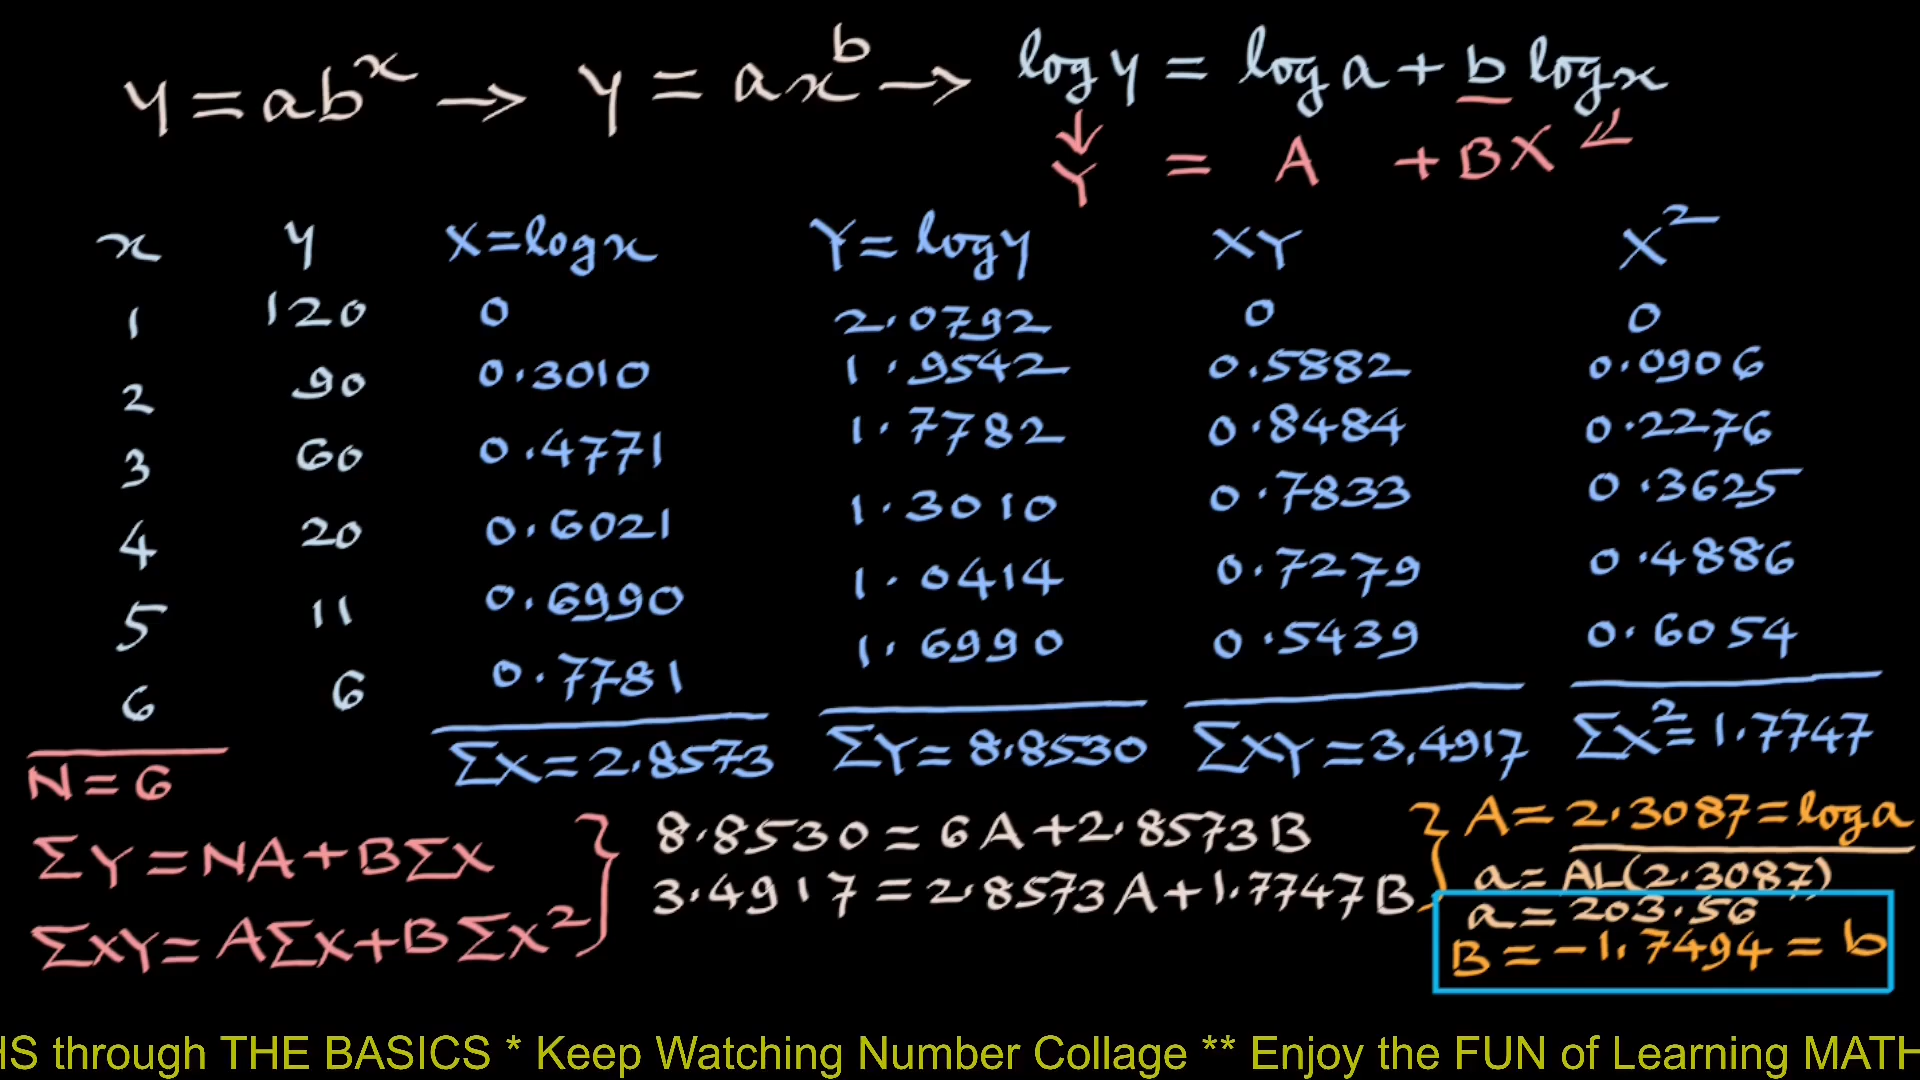 y = ab^x → y = ax^b → log y = log a + b log x
Y = A + BX
x y X = log x Y = log y XY X²
1 120 0 2.0792 0 0
2 90 0.3010 1.9542 0.5882 0.0906
3 60 0.4771 1.7782 0.8484 0.2276
4 20 0.6021 1.3010 0.7833 0.3625
5 11 0.6990 1.0414 0.7279 0.4886
6 6 0.7781 1.6990 0.5439 0.6054
N = 6 ΣX = 2.8573 ΣY = 8.8530 ΣXY = 3.4917 ΣX² = 1.7747
ΣY = NA + BΣX
ΣXY = AΣX + BΣX²
8.8530 = 6A + 2.8573B
3.4917 = 2.8573A + 1.7747B
A = 2.3087 = log a
a = AL(2.3087)
a = 203.56
B = -1.7494 = b
HS through THE BASICS * Keep Watching Number Collage ** Enjoy the FUN of Learning MATH